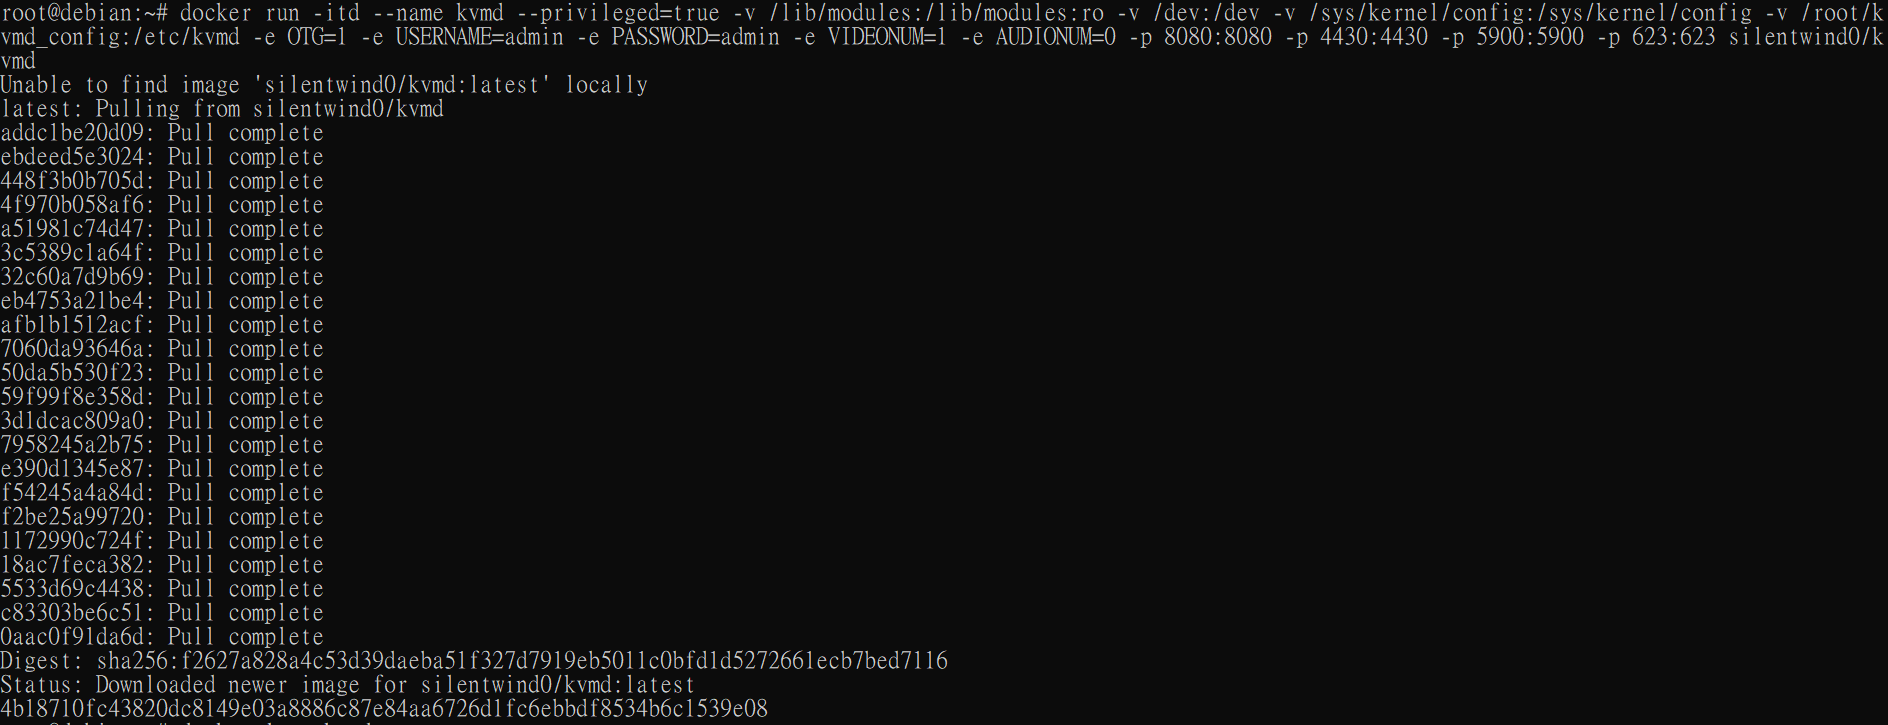 root@debian:~# docker run -itd --name kvmd --privileged=true -v /lib/modules:/lib/modules:ro -v /dev:/dev -v /sys/kernel/config:/sys/kernel/config -v /root/k
vmd_config:/etc/kvmd -e OTG=1 -e USERNAME=admin -e PASSWORD=admin -e VIDEONUM=1 -e AUDIONUM=0 -p 8080:8080 -p 4430:4430 -p 5900:5900 -p 623:623 silentwind0/k
vmd
Unable to find image 'silentwind0/kvmd:latest' locally
latest: Pulling from silentwind0/kvmd
addc1be20d09: Pull complete
ebdeed5e3024: Pull complete
448f3b0b705d: Pull complete
4f970b058af6: Pull complete
a51981c74d47: Pull complete
3c5389c1a64f: Pull complete
32c60a7d9b69: Pull complete
eb4753a21be4: Pull complete
afb1b1512acf: Pull complete
7060da93646a: Pull complete
50da5b530f23: Pull complete
59f99f8e358d: Pull complete
3d1dcac809a0: Pull complete
7958245a2b75: Pull complete
e390d1345e87: Pull complete
f54245a4a84d: Pull complete
f2be25a99720: Pull complete
1172990c724f: Pull complete
18ac7feca382: Pull complete
5533d69c4438: Pull complete
c83303be6c51: Pull complete
0aac0f91da6d: Pull complete
Digest: sha256:f2627a828a4c53d39daeba51f327d7919eb5011c0bfd1d5272661ecb7bed7116
Status: Downloaded newer image for silentwind0/kvmd:latest
4b18710fc43820dc8149e03a8886c87e84aa6726d1fc6ebbdf8534b6c1539e08